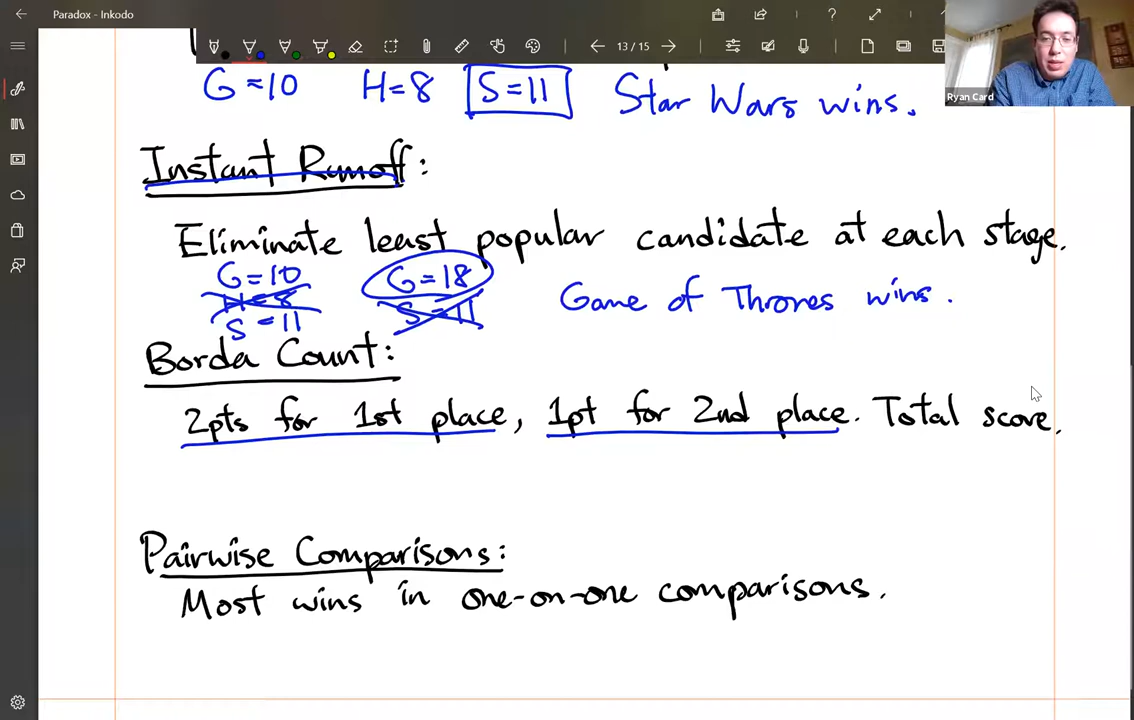 Paradox - Inkodo
13/15
Ryan Card
G = 10 H = 8 S = 11 Star Wars wins.
Instant Runoff:
Eliminate least popular candidate at each stage.
G = 10 G = 18
H = 8 S = 11 Game of Thrones wins.
S = 11
Borda Count:
2pts for 1st place, 1pt for 2nd place. Total score.
Pairwise Comparisons:
Most wins in one-on-one comparisons.